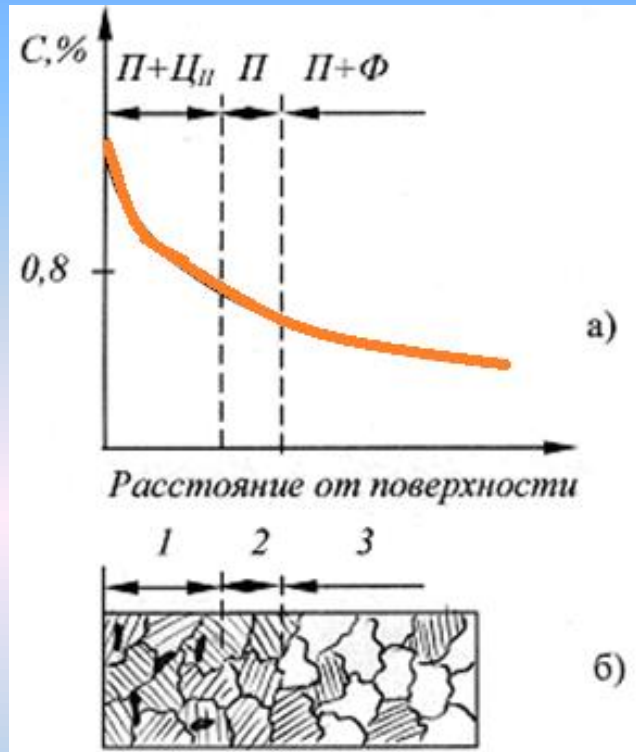 С,%
П+ЦII П П+Ф
0,8
а)
Расстояние от поверхности
1 2 3
б)